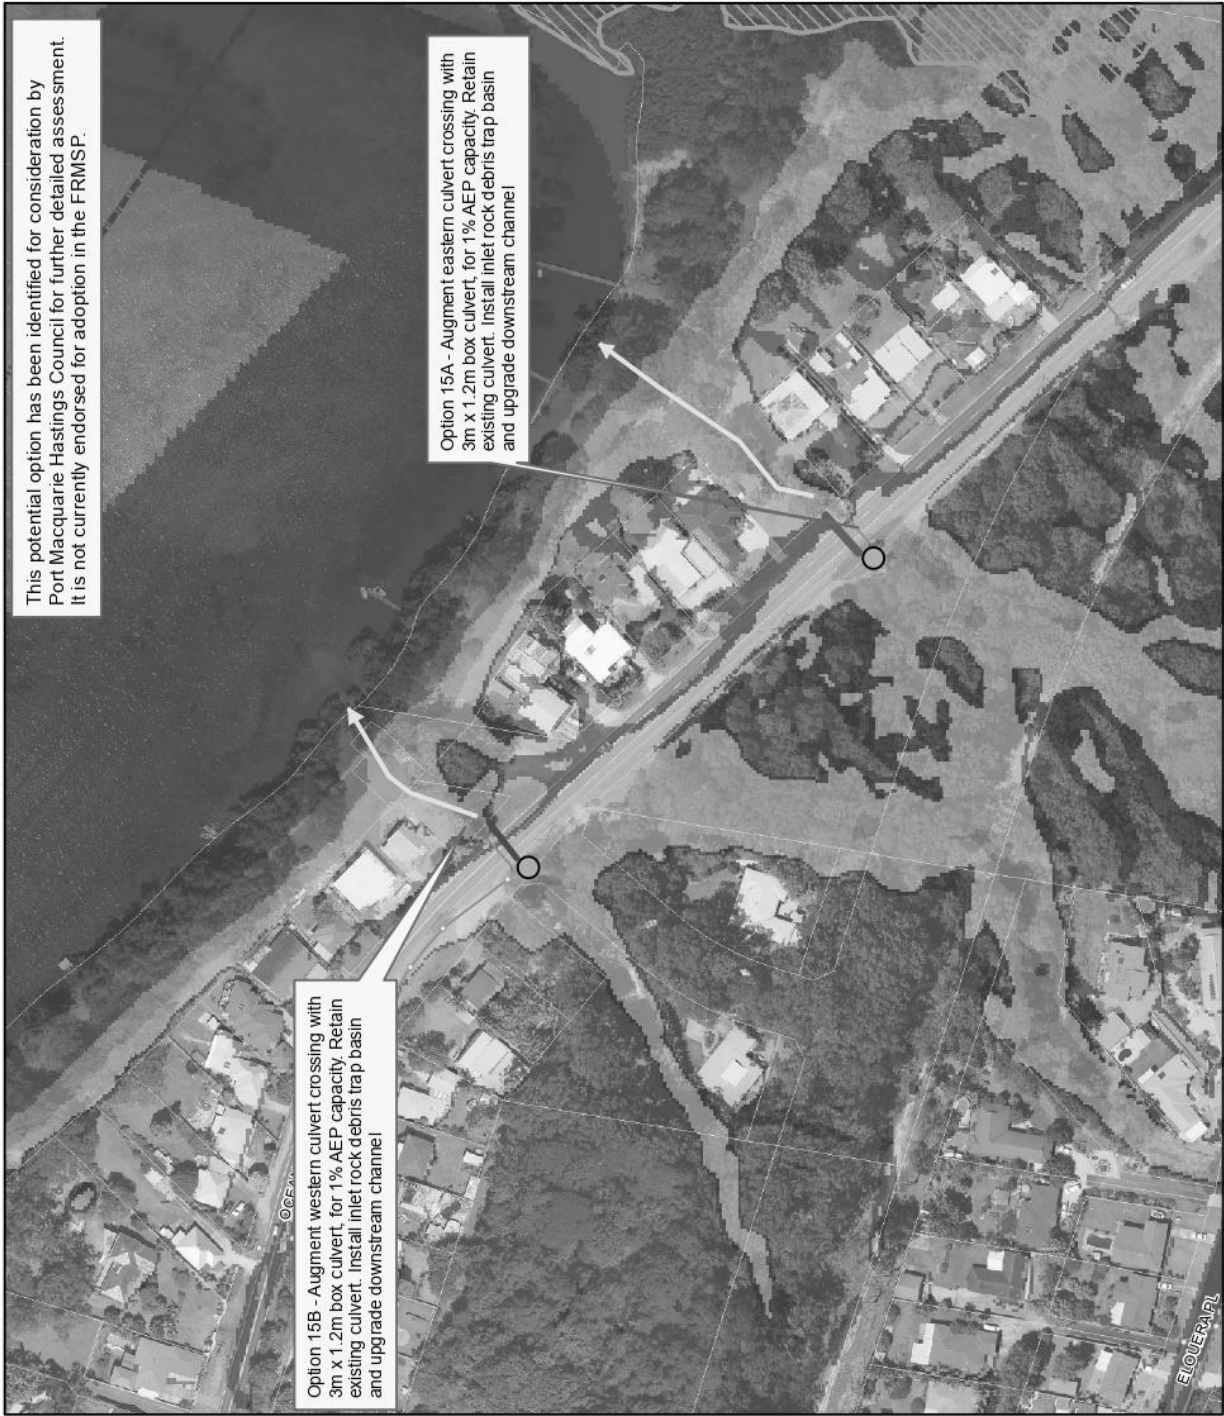 This potential option has been identified for consideration by
Port Macquarie Hastings Council for further detailed assessment.
It is not currently endorsed for adoption in the FRMSP.
Option 15A - Augment eastern culvert crossing with
3m x 1.2m box culvert, for 1% AEP capacity. Retain
existing culvert. Install inlet rock debris trap basin
and upgrade downstream channel
Option 15B - Augment western culvert crossing with
3m x 1.2m box culvert, for 1% AEP capacity. Retain
existing culvert. Install inlet rock debris trap basin
and upgrade downstream channel
OCEAN
ELOUERA PL